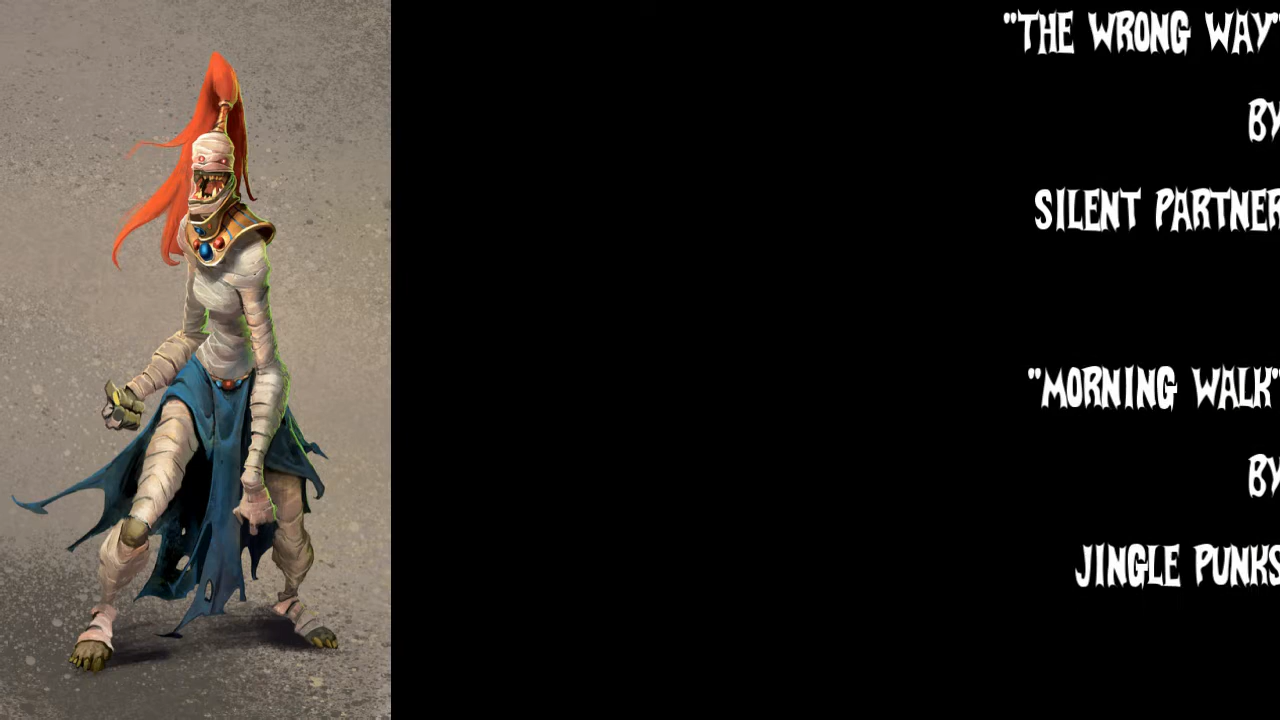 "THE WRONG WAY"
BY
SILENT PARTNER
"MORNING WALK"
BY
JINGLE PUNKS